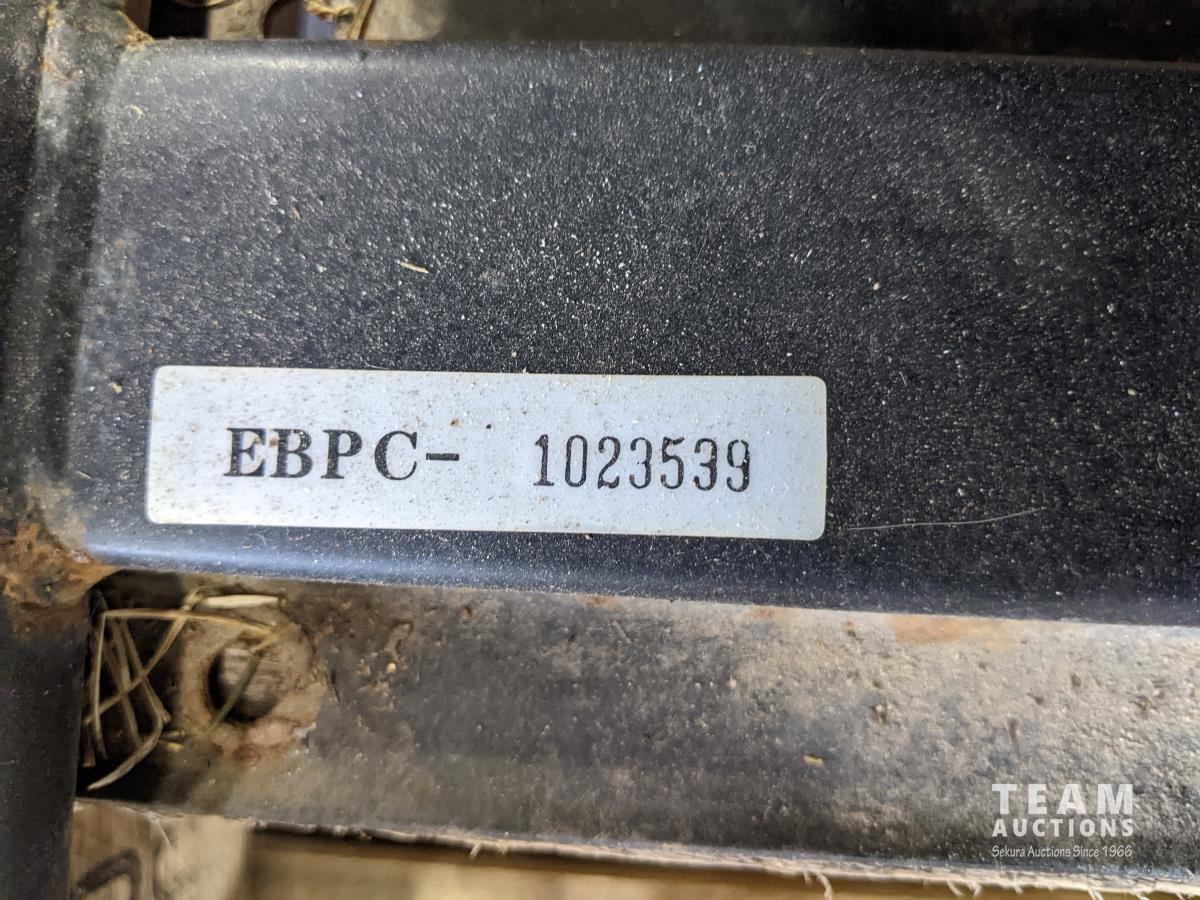 EBPC- 1023539
TEAM
AUCTIONS
Sekura Auctions Since 1966